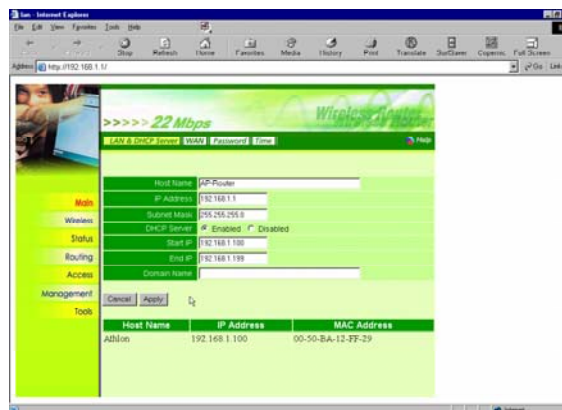 lan - Internet Explorer
File Edit View Favorites Tools Help
Stop Refresh Home Favorites Media History Print Translate Full Screen
Address http://192.168.1.1/ Go Link
>>>>> 22 Mbps Wireless Router
LAN & DHCP Server WAN Password Time Help
Host Name AP-Router
Main IP Address 192.168.1.1
Subnet Mask 255.255.255.0
Wireless DHCP Server Enabled Disabled
Status Start IP 192.168.1.100
Routing End IP 192.168.1.199
Access Domain Name
Management Cancel Apply
Tools
Host Name IP Address MAC Address
Athlon 192.168.1.100 00-50-BA-12-FF-29
Internet